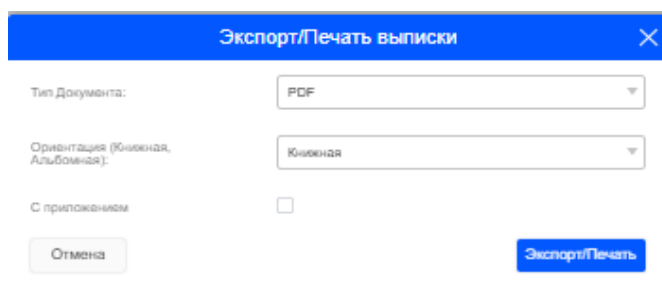 Экспорт/Печать выписки
Тип Документа:
PDF
Ориентация (Книжная,
Альбомная):
Книжная
С приложением
Отмена
Экспорт/Печать